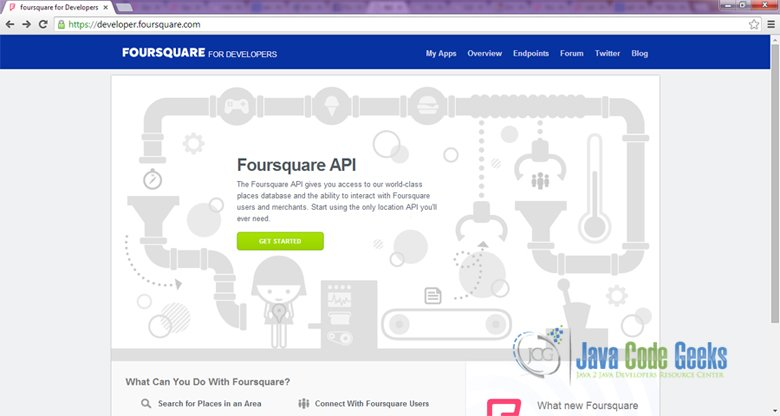 foursquare for Developers
https://developer.foursquare.com
FOURSQUARE FOR DEVELOPERS
My Apps Overview Endpoints Forum Twitter Blog
Foursquare API
The Foursquare API gives you access to our world-class
places database and the ability to interact with Foursquare
users and merchants. Start using the only location API you'll
ever need.
GET STARTED
JCG
Java Code Geeks
JAVA 2 JAVA DEVELOPERS RESOURCE CENTER
What Can You Do With Foursquare?
Search for Places in an Area
Connect With Foursquare Users
What new Foursquare